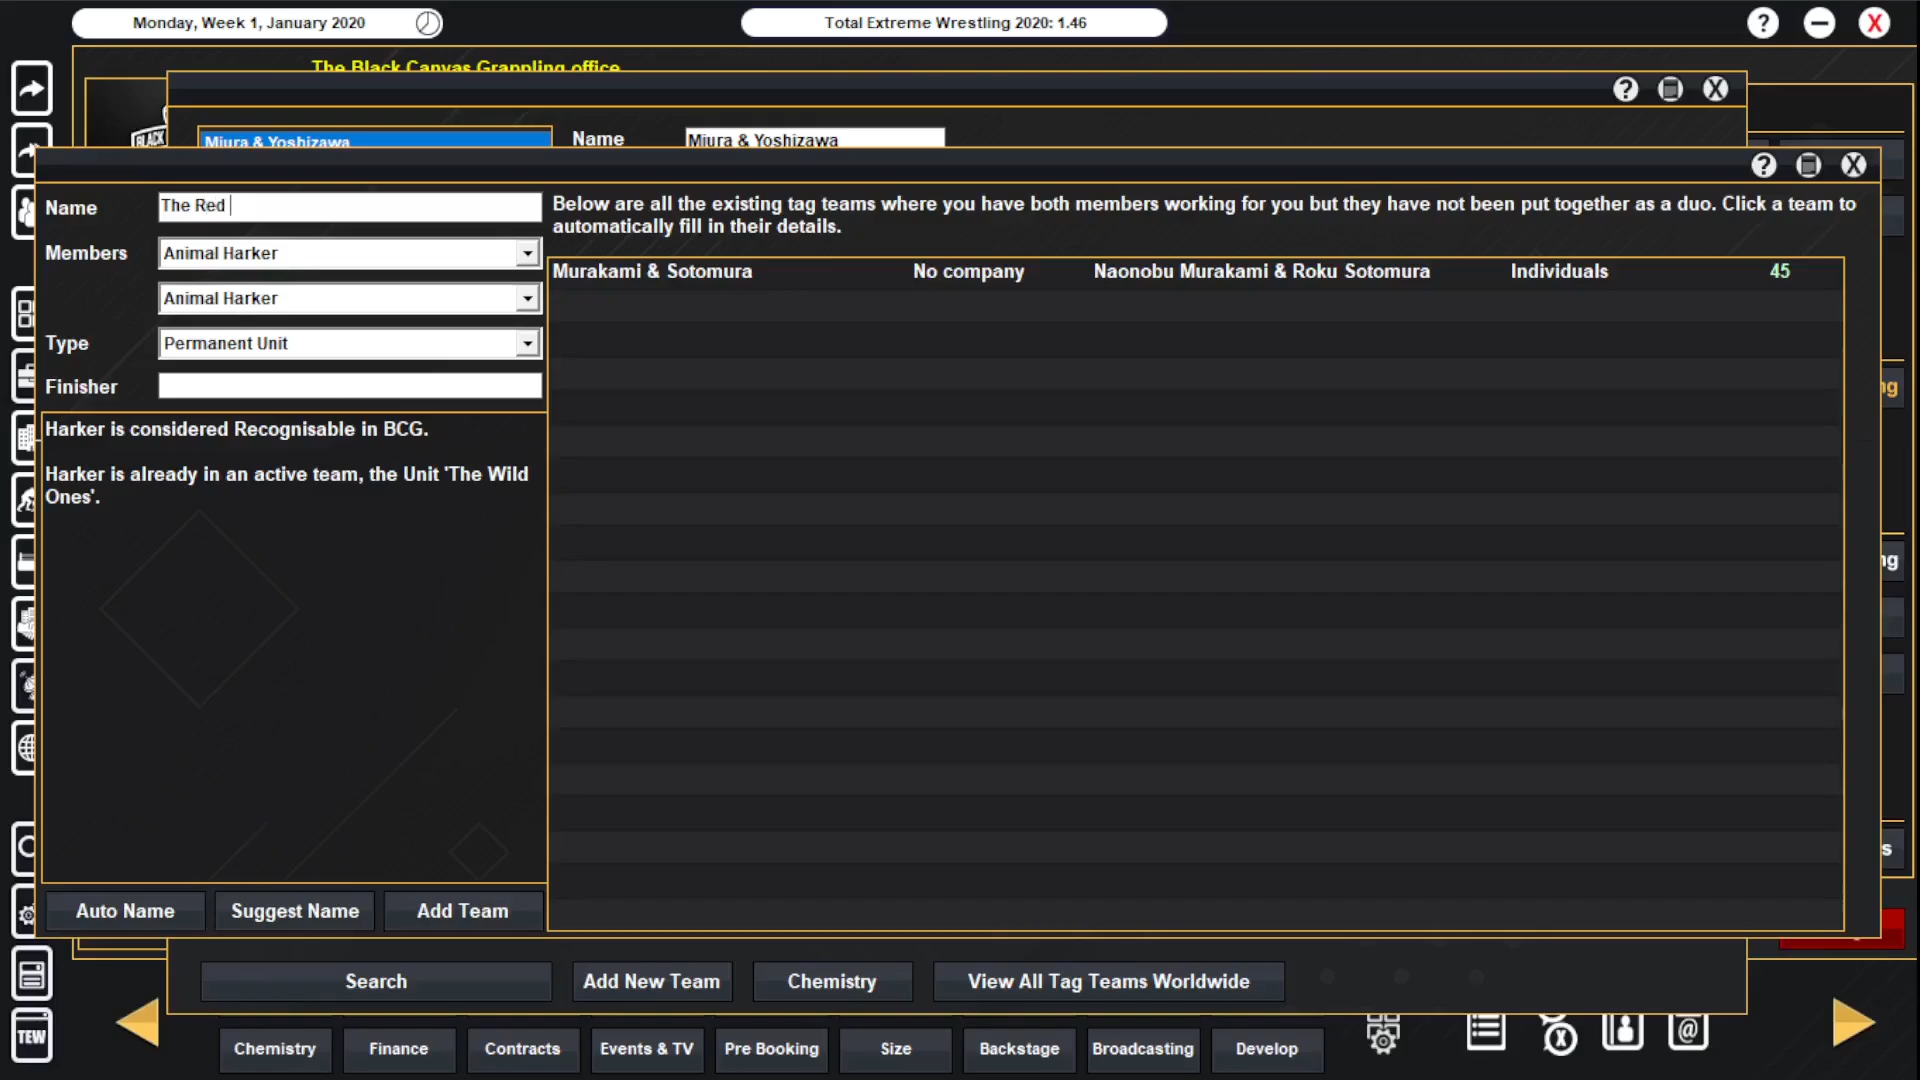 Monday, Week 1, January 2020
Total Extreme Wrestling 2020: 1.46
? X
The Black Canvas Grappling office
? X
BLACK
Miura & Yoshizawa
Name
Miura & Yoshizawa
? X
Name
The Red
Members
Animal Harker
Animal Harker
Type
Permanent Unit
Finisher
Below are all the existing tag teams where you have both members working for you but they have not been put together as a duo. Click a team to
automatically fill in their details.
Murakami & Sotomura No company Naonobu Murakami & Roku Sotomura Individuals 45
Harker is considered Recognisable in BCG.
Harker is already in an active team, the Unit 'The Wild
Ones'.
ng
ng
s
Auto Name Suggest Name Add Team
Search Add New Team Chemistry View All Tag Teams Worldwide
TEW
Chemistry Finance Contracts Events & TV Pre Booking Size Backstage Broadcasting Develop